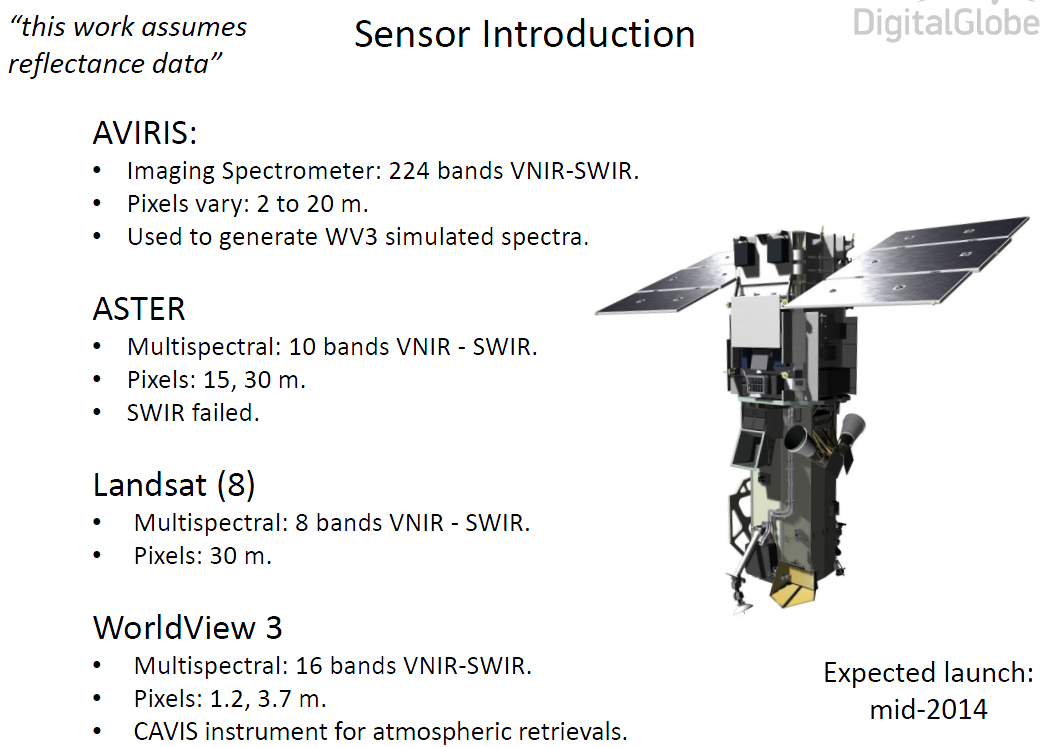 “this work assumes
reflectance data”
Sensor Introduction
DigitalGlobe
AVIRIS:
• Imaging Spectrometer: 224 bands VNIR-SWIR.
• Pixels vary: 2 to 20 m.
• Used to generate WV3 simulated spectra.
ASTER
• Multispectral: 10 bands VNIR - SWIR.
• Pixels: 15, 30 m.
• SWIR failed.
Landsat (8)
• Multispectral: 8 bands VNIR - SWIR.
• Pixels: 30 m.
WorldView 3
• Multispectral: 16 bands VNIR-SWIR.
• Pixels: 1.2, 3.7 m.
• CAVIS instrument for atmospheric retrievals.
Expected launch:
mid-2014